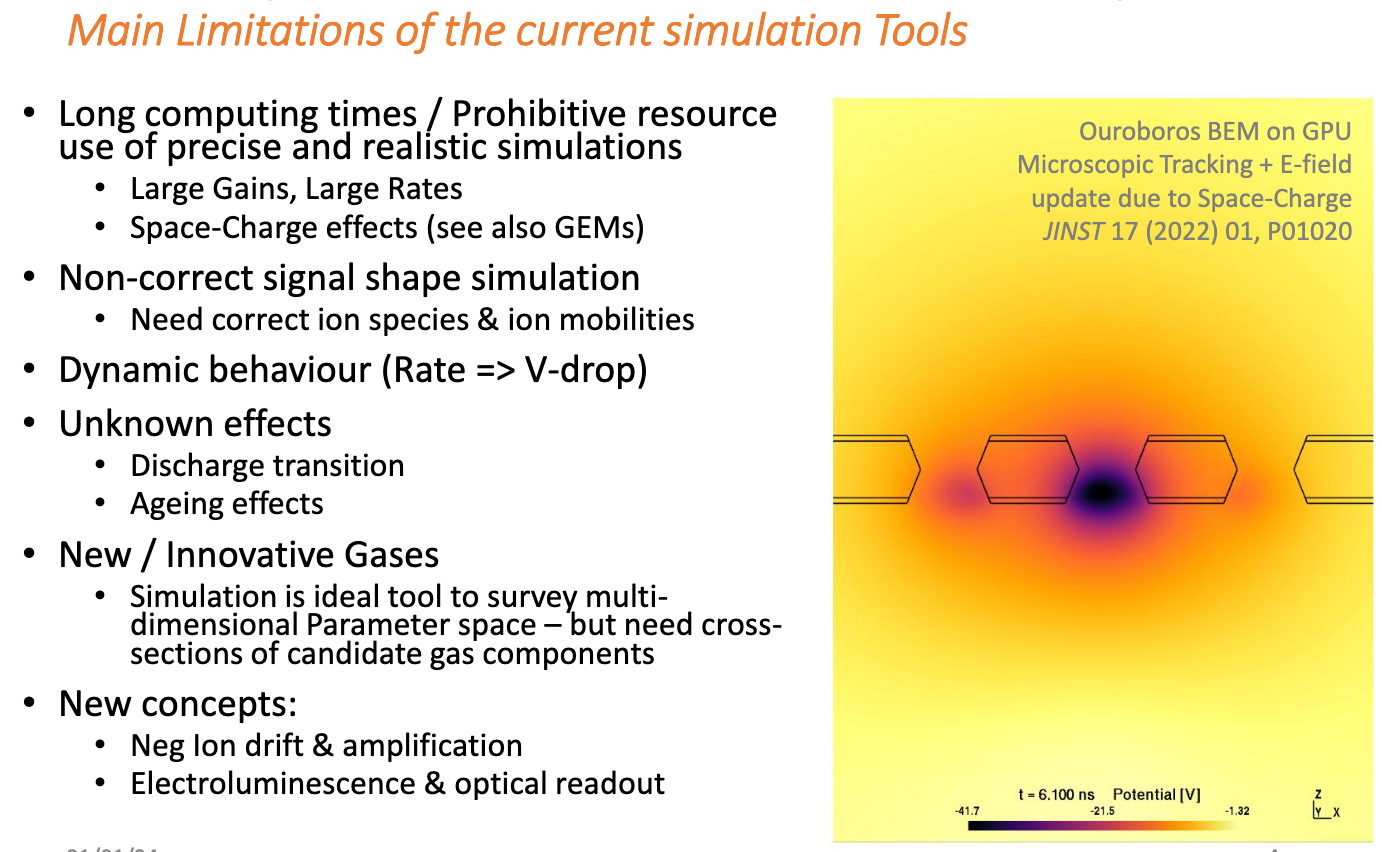 Main Limitations of the current simulation Tools
• Long computing times / Prohibitive resource
use of precise and realistic simulations
• Large Gains, Large Rates
• Space-Charge effects (see also GEMs)
• Non-correct signal shape simulation
• Need correct ion species & ion mobilities
• Dynamic behaviour (Rate => V-drop)
• Unknown effects
• Discharge transition
• Ageing effects
• New / Innovative Gases
• Simulation is ideal tool to survey multi-
dimensional Parameter space – but need cross-
sections of candidate gas components
• New concepts:
• Neg Ion drift & amplification
• Electroluminescence & optical readout
Ouroboros BEM on GPU
Microscopic Tracking + E-field
update due to Space-Charge
JINST 17 (2022) 01, P01020
t = 6.100 ns Potential [V]
-41.7 -21.5 -1.32
Z
Y X